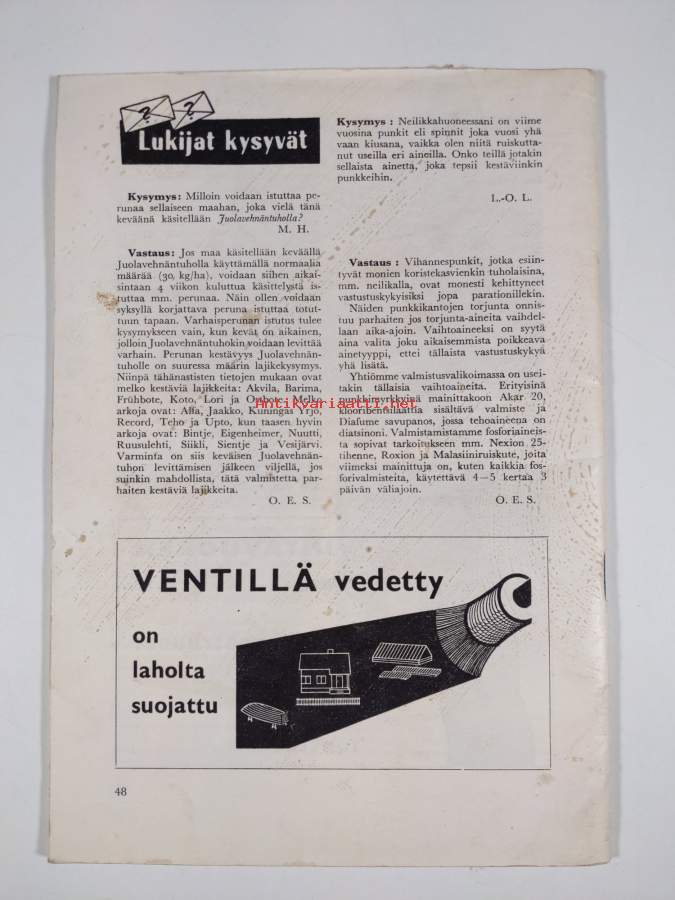 Lukijat kysyvät
Kysymys: Milloin voidaan istuttaa pe-
runaa sellaiseen maahan, joka vielä tänä
keväänä käsitellään Juolavehnäntuholla?
M. H.
Vastaus: Jos maa käsitellään keväällä
Juolavehnäntuholla käyttämällä normaalia
määrää (30 kg/ha), voidaan siihen aikai-
sintaan 4 viikon kuluttua käsittelystä is-
tuttaa mm. perunaa. Näin ollen voidaan
syksyllä korjattava peruna istuttaa totut-
tuun tapaan. Varhaisperunan istutus tulee
kysymykseen vain, kun kevät on aikainen,
jolloin Juolavehnäntuhokin voidaan levittää
varhain. Perunan kestävyys Juolavehnän-
tuholle on suuressa määrin lajikekysymys.
Niinpä tähänastisten tietojen mukaan ovat
melko kestäviä lajikkeita: Akvila, Barima,
Frühbote, Koto, Lori ja Ostbote. Melko
arkoja ovat: Alfa, Jaakko, Kuningas Yrjö,
Record, Teho ja Upto, kun taasen hyvin
arkoja ovat: Bintje, Eigenheimer, Nuutti,
Ruusulehti, Siikli, Sientje ja Vesijärvi.
Varminta on siis keväisen Juolavehnän-
tuhon levittämisen jälkeen viljellä, jos
suinkin mahdollista, tätä valmistetta par-
haiten kestäviä lajikkeita.
O. E. S.
Kysymys: Neilikkahuoneessani on viime
vuosina punkit eli spinnit joka vuosi yhä
vaan kiusana, vaikka olen niitä ruiskutta-
nut useilla eri aineilla. Onko teillä jotakin
sellaista ainetta, joka tepsii kestäviinkin
punkkeihin.
I.-O. L.
Vastaus: Vihannespunkit, jotka esiin-
tyvät monien koristekasvienkin tuholaisina,
mm. neilikalla, ovat monesti kehittyneet
vastustuskykyisiksi jopa parationillekin.
Näiden punkkikantojen torjunta onnis-
tuu parhaiten jos torjunta-aineita vaihdel-
laan aika-ajoin. Vaihtoaineeksi on syytä
aina valita joku aikaisemmista poikkeava
ainetyyppi, ettei tällaista vastustuskykyä
yhä lisätä.
Yhtiömme valmistusvalikoimassa on usei-
takin tällaisia vaihtoaineita. Erityisinä
punkkimyrkkyinä mainittakoon Akar 20,
klooribentsilaattia sisältävä valmiste ja
Diafume savupanos, jossa tehoaineena on
diatsinoni. Valmistamistamme fosforiaineis-
ta sopivat tarkoitukseen mm. Nexion 25-
tihenne, Roxion ja Malasiiniruiskute, joita
viimeksi mainittuja on, kuten kaikkia fos-
forivalmisteita, käytettävä 4—5 kertaa 3
päivän väliajoin.
O. E. S.
Antikvariaatti.net
VENTILLÄ vedetty
on
laholta
suojattu
48